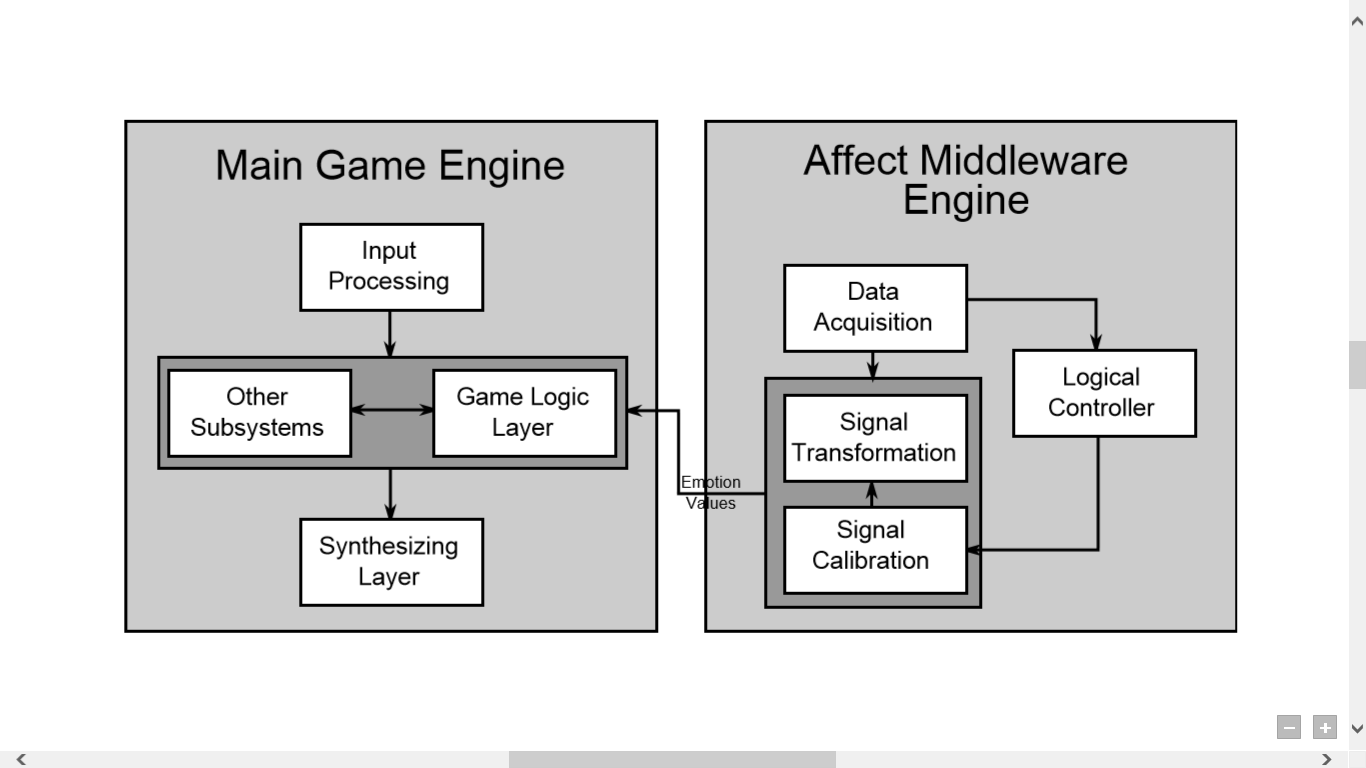 Main Game Engine
Input
Processing
Other
Subsystems
Game Logic
Layer
Synthesizing
Layer
Emotion
Values
Affect Middleware
Engine
Data
Acquisition
Logical
Controller
Signal
Transformation
Signal
Calibration